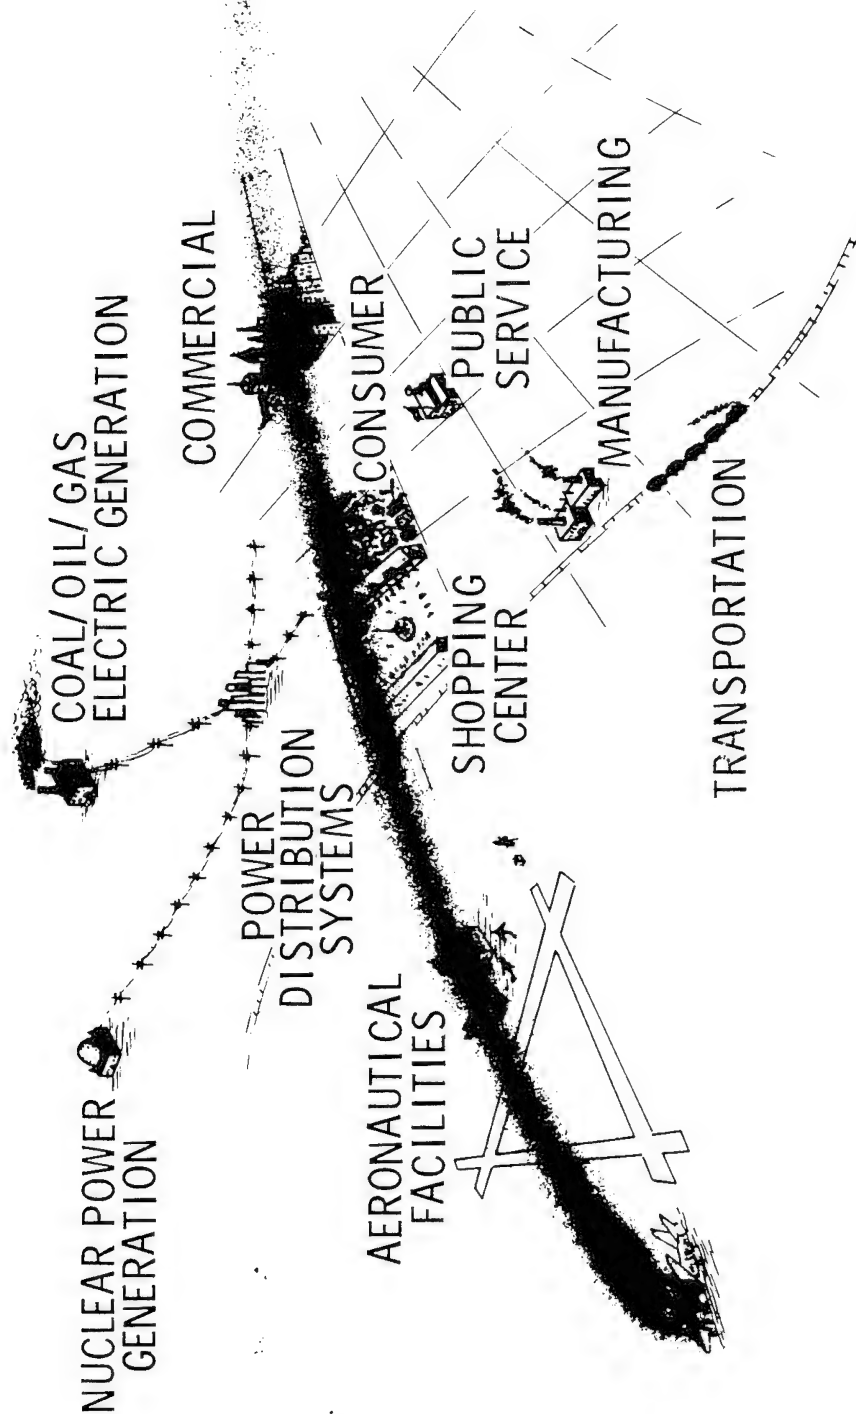 COAL/OIL/GAS
ELECTRIC GENERATION
NUCLEAR POWER
GENERATION
COMMERCIAL
POWER
DISTRIBUTION
SYSTEMS
CONSUMER
AERONAUTICAL
FACILITIES
PUBLIC
SERVICE
SHOPPING
CENTER
MANUFACTURING
TRANSPORTATION